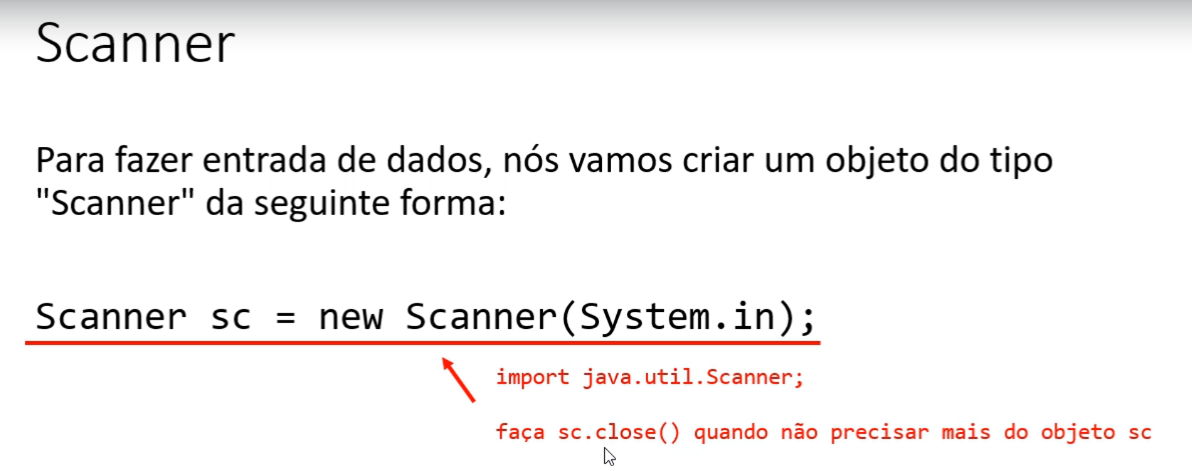 Scanner
Para fazer entrada de dados, nós vamos criar um objeto do tipo
"Scanner" da seguinte forma:
Scanner sc = new Scanner(System.in);
import java.util.Scanner;
faça sc.close() quando não precisar mais do objeto sc